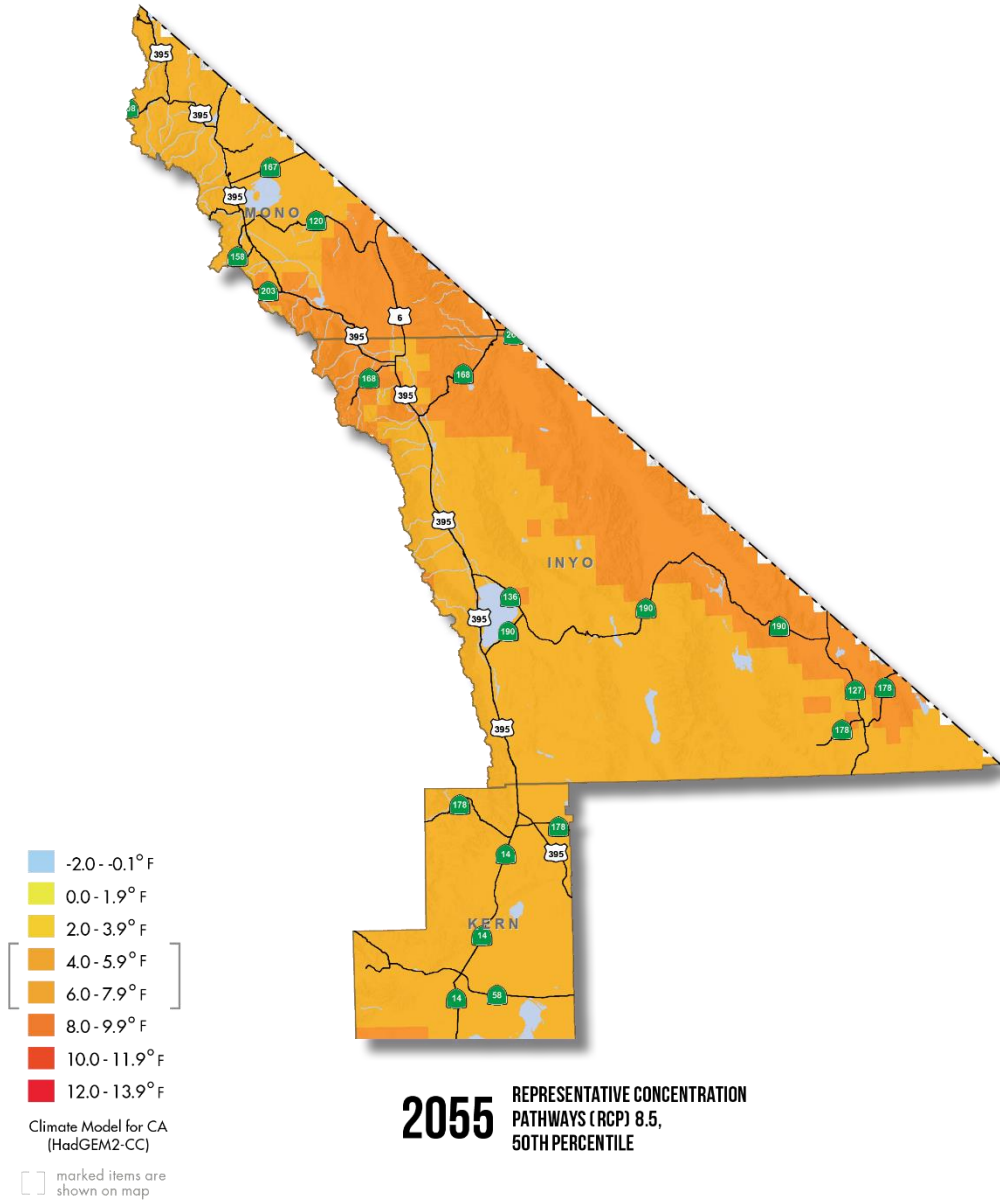 395
395
167
395
MONO
120
158
203
6
395
168
168
395
395
INYO
136
190
395
190
190
127
178
178
395
178
178
14
395
KERN
14
14
58
-2.0 - -0.1° F
0.0 - 1.9° F
2.0 - 3.9° F
4.0 - 5.9° F
6.0 - 7.9° F
8.0 - 9.9° F
10.0 - 11.9° F
12.0 - 13.9° F
Climate Model for CA
(HadGEM2-CC)
marked items are
shown on map
2055
REPRESENTATIVE CONCENTRATION
PATHWAYS (RCP) 8.5,
50TH PERCENTILE